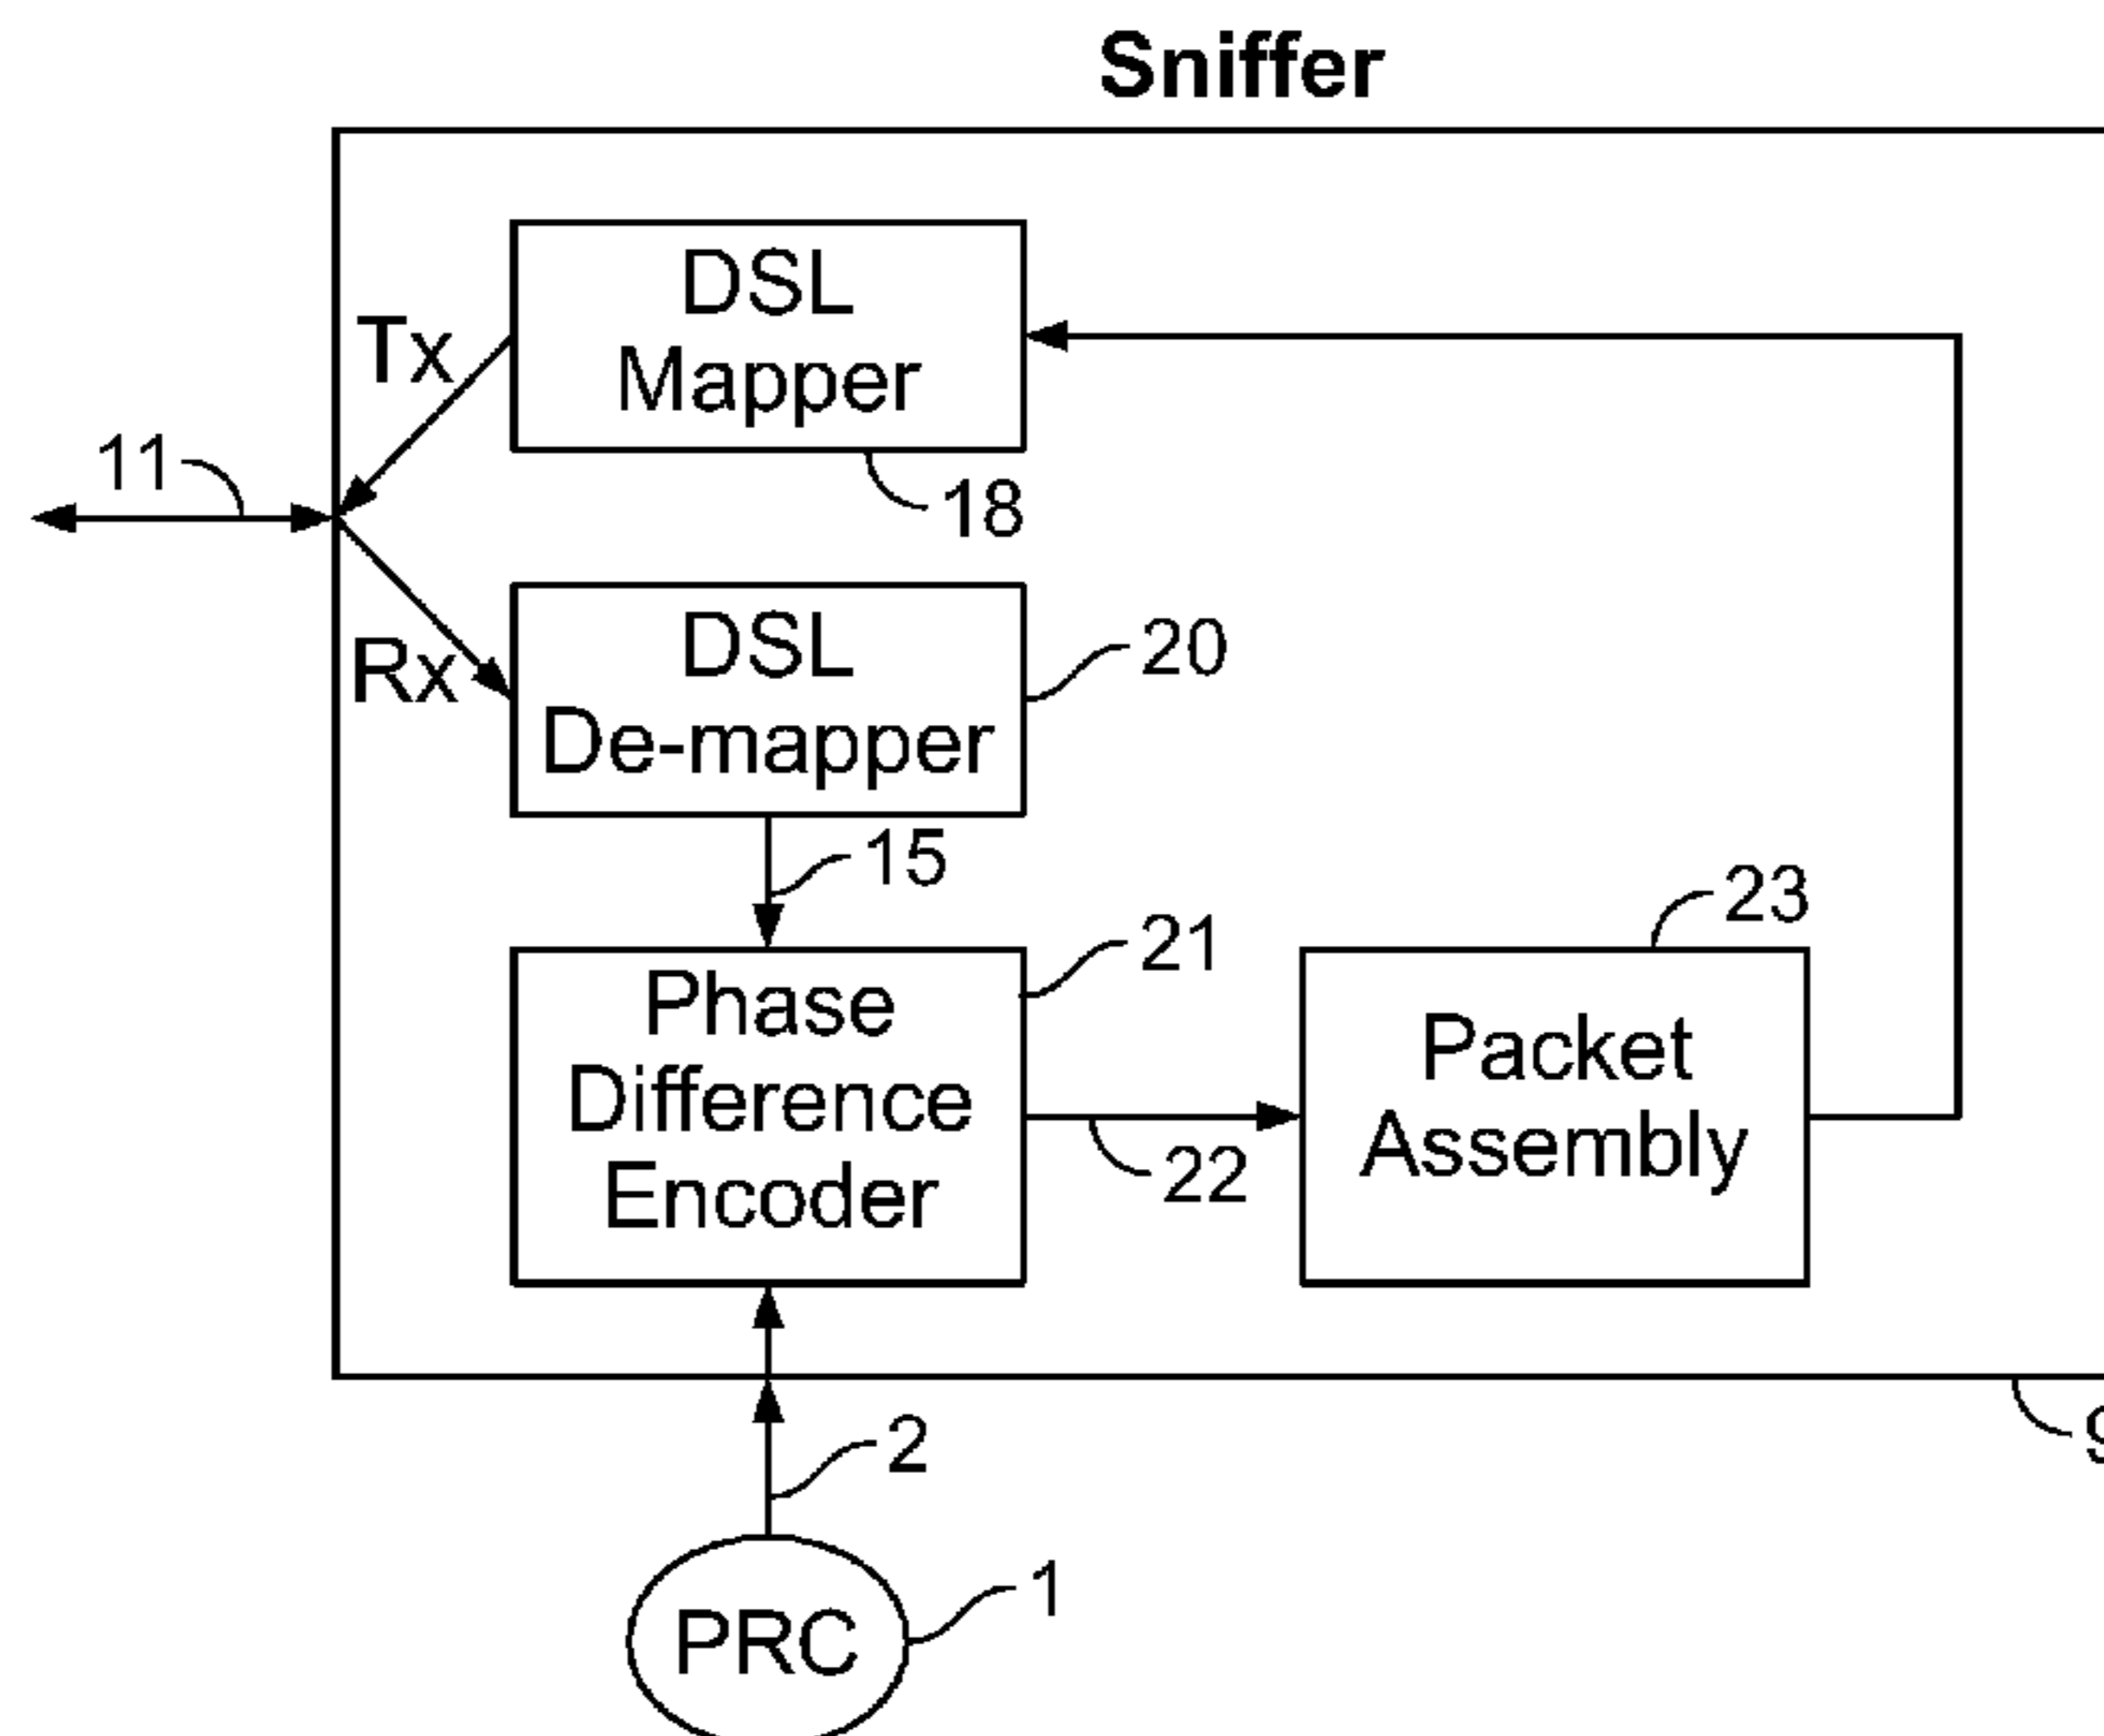 Sniffer
DSL
Mapper
Tx
11
18
DSL
De-mapper
20
Rx
15
23
21
Phase
Difference
Encoder
Packet
Assembly
22
9
2
1
PRC